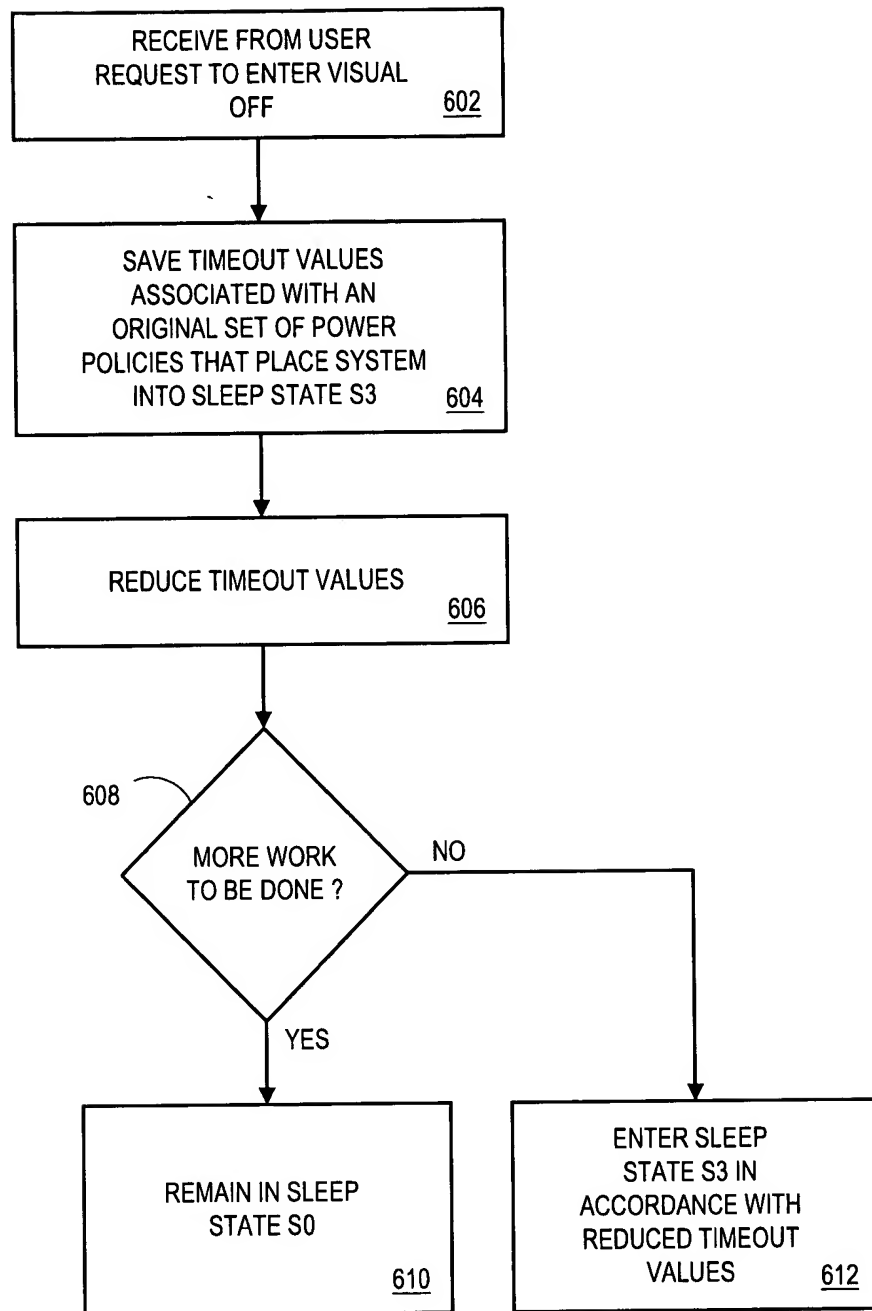 RECEIVE FROM USER
REQUEST TO ENTER VISUAL
OFF
602
SAVE TIMEOUT VALUES
ASSOCIATED WITH AN
ORIGINAL SET OF POWER
POLICIES THAT PLACE SYSTEM
INTO SLEEP STATE S3
604
REDUCE TIMEOUT VALUES
606
608
MORE WORK
TO BE DONE ?
NO
YES
REMAIN IN SLEEP
STATE S0
610
ENTER SLEEP
STATE S3 IN
ACCORDANCE WITH
REDUCED TIMEOUT
VALUES
612